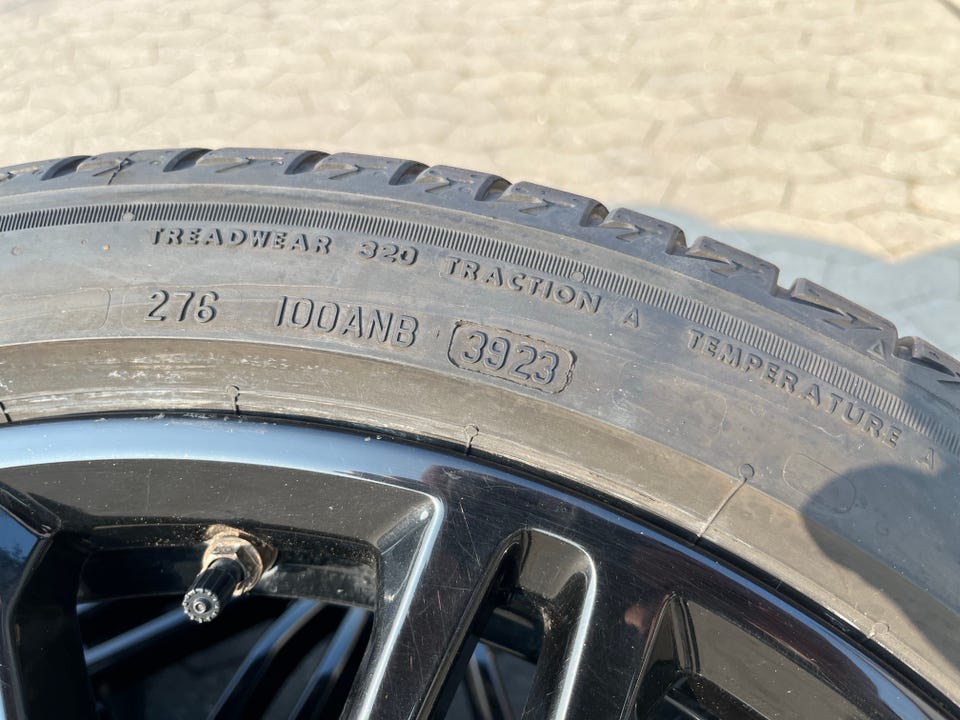 TREADWEAR 320 TRACTION A TEMPERATURE A
276 100ANB 3923